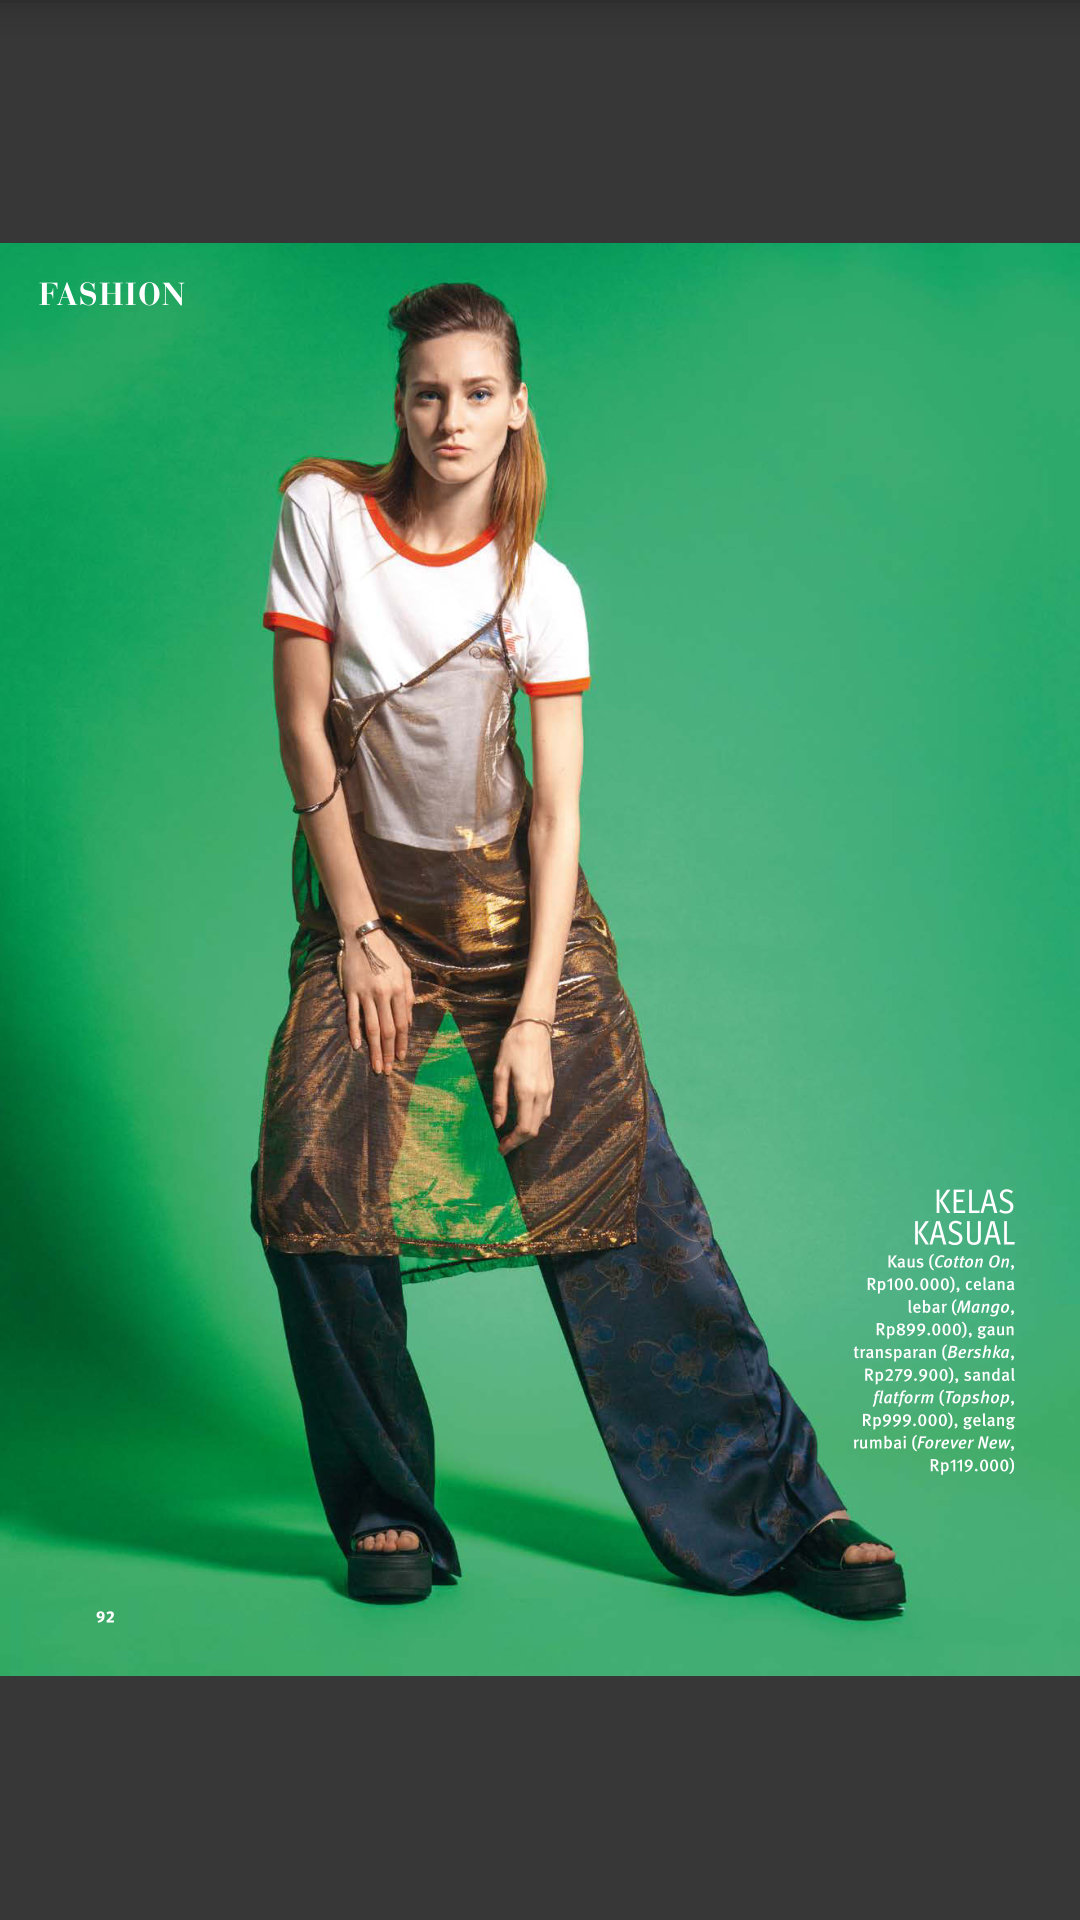 FASHION
KELAS
KASUAL
Kaus (Cotton On,
Rp100.000), celana
lebar (Mango,
Rp899.000), gaun
transparan (Bershka,
Rp279.900), sandal
flatform (Topshop,
Rp999.000), gelang
rumbai (Forever New,
Rp119.000)
92